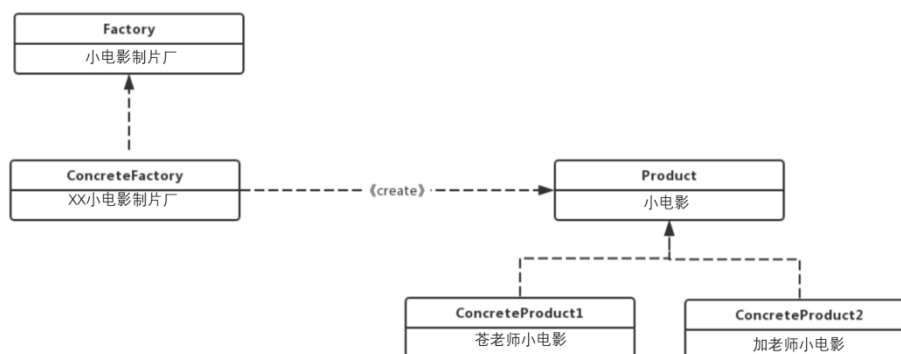 Factory
小电影制片厂
ConcreteFactory
XX小电影制片厂
《create》
Product
小电影
ConcreteProduct1
苍老师小电影
ConcreteProduct2
加老师小电影